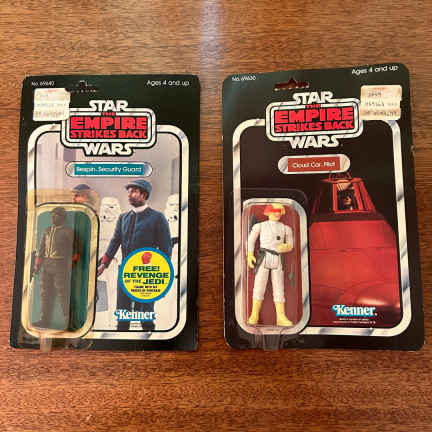 No. 69640
Ages 4 and up
STAR
THE
EMPIRE
STRIKES BACK
WARS
Bespin Security Guard
FREE!
REVENGE
OF THE JEDI
Kenner
No. 69630
Ages 4 and up
STAR
THE
EMPIRE
STRIKES BACK
WARS
Cloud Car Pilot
Kenner